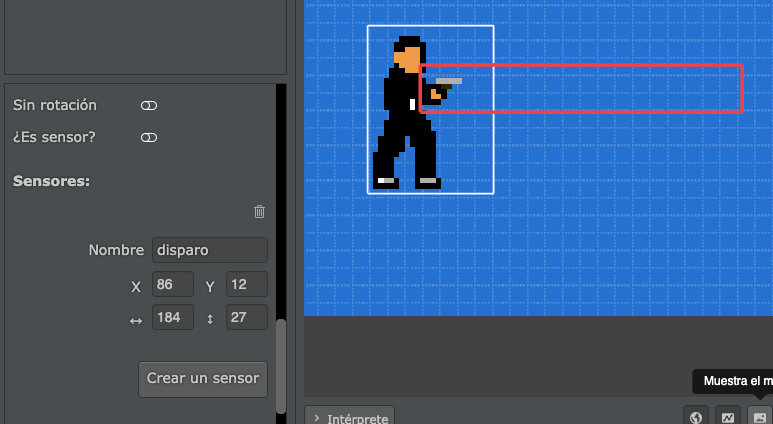 Sin rotación
¿Es sensor?
Sensores:
Nombre disparo
X 86 Y 12
184 27
Crear un sensor
Muestra el m
Intérprete